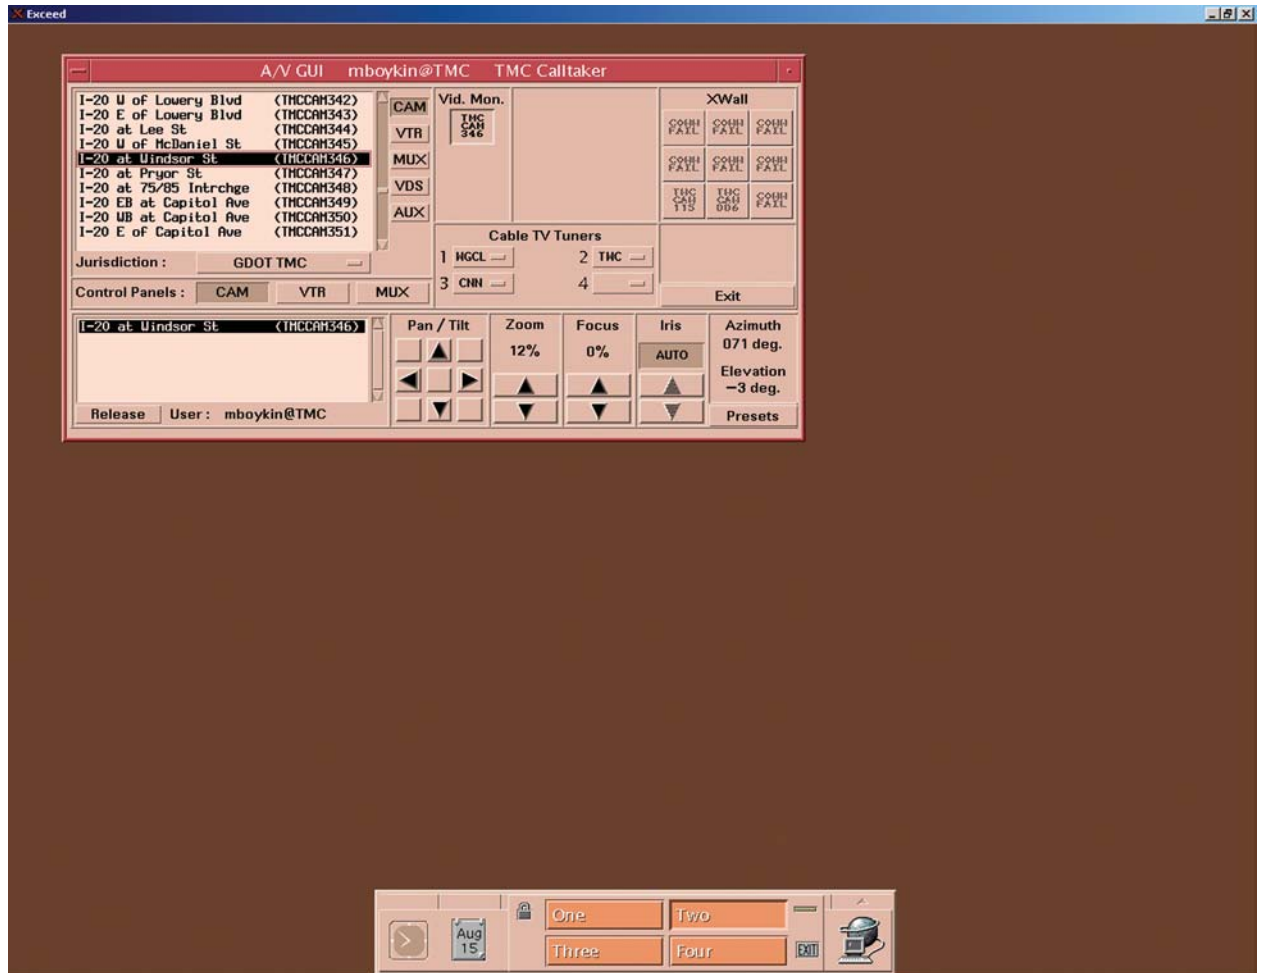 Exceed
A/V GUI mboykin@TMC TMC Calltaker
I-20 W of Lowery Blvd (TMCCAM342)
I-20 E of Lowery Blvd (TMCCAM343)
I-20 at Lee St (TMCCAM344)
I-20 W of McDaniel St (TMCCAM345)
I-20 at Windsor St (TMCCAM346)
I-20 at Pryor St (TMCCAM347)
I-20 at 75/85 Intrchge (TMCCAM348)
I-20 EB at Capitol Ave (TMCCAM349)
I-20 WB at Capitol Ave (TMCCAM350)
I-20 E of Capitol Ave (TMCCAM351)
CAM
VTR
MUX
VDS
AUX
Jurisdiction : GDOT TMC
Control Panels : CAM VTR MUX
Vid. Mon.
TMC
CAM
346
Cable TV Tuners
1 WGCL 2 TWC
3 CNN 4
XWall
COMM FAIL COMM FAIL COMM FAIL
COMM FAIL COMM FAIL COMM FAIL
TMC CAM 115 TMC CAM DD6 COMM FAIL
Exit
I-20 at Windsor St (TMCCAM346)
Release User : mboykin@TMC
Pan / Tilt
Zoom
12%
Focus
0%
Iris
AUTO
Azimuth
071 deg.
Elevation
-3 deg.
Presets
Aug
15
One Two
Three Four
EXIT